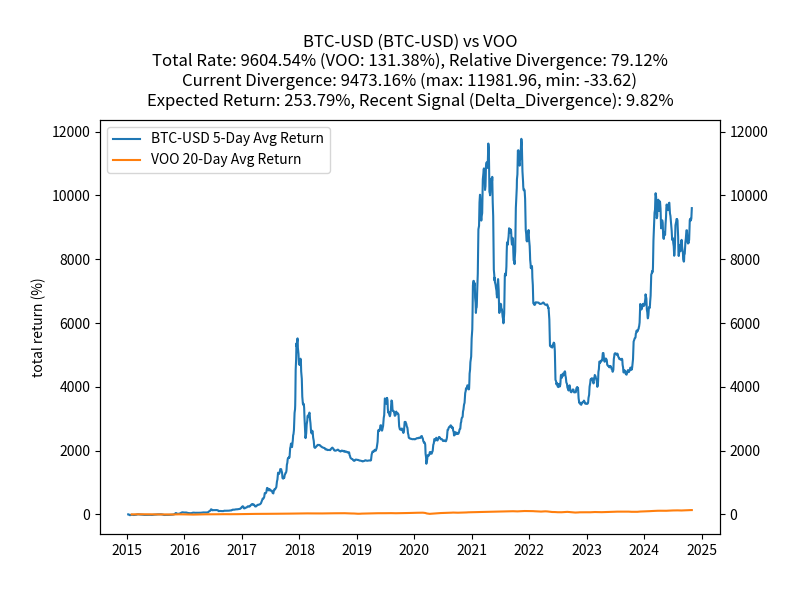 BTC-USD (BTC-USD) vs VOO
Total Rate: 9604.54% (VOO: 131.38%), Relative Divergence: 79.12%
Current Divergence: 9473.16% (max: 11981.96, min: -33.62)
Expected Return: 253.79%, Recent Signal (Delta_Divergence): 9.82%
BTC-USD 5-Day Avg Return
VOO 20-Day Avg Return
total return (%)
12000
10000
8000
6000
4000
2000
0
12000
10000
8000
6000
4000
2000
0
2015 2016 2017 2018 2019 2020 2021 2022 2023 2024 2025